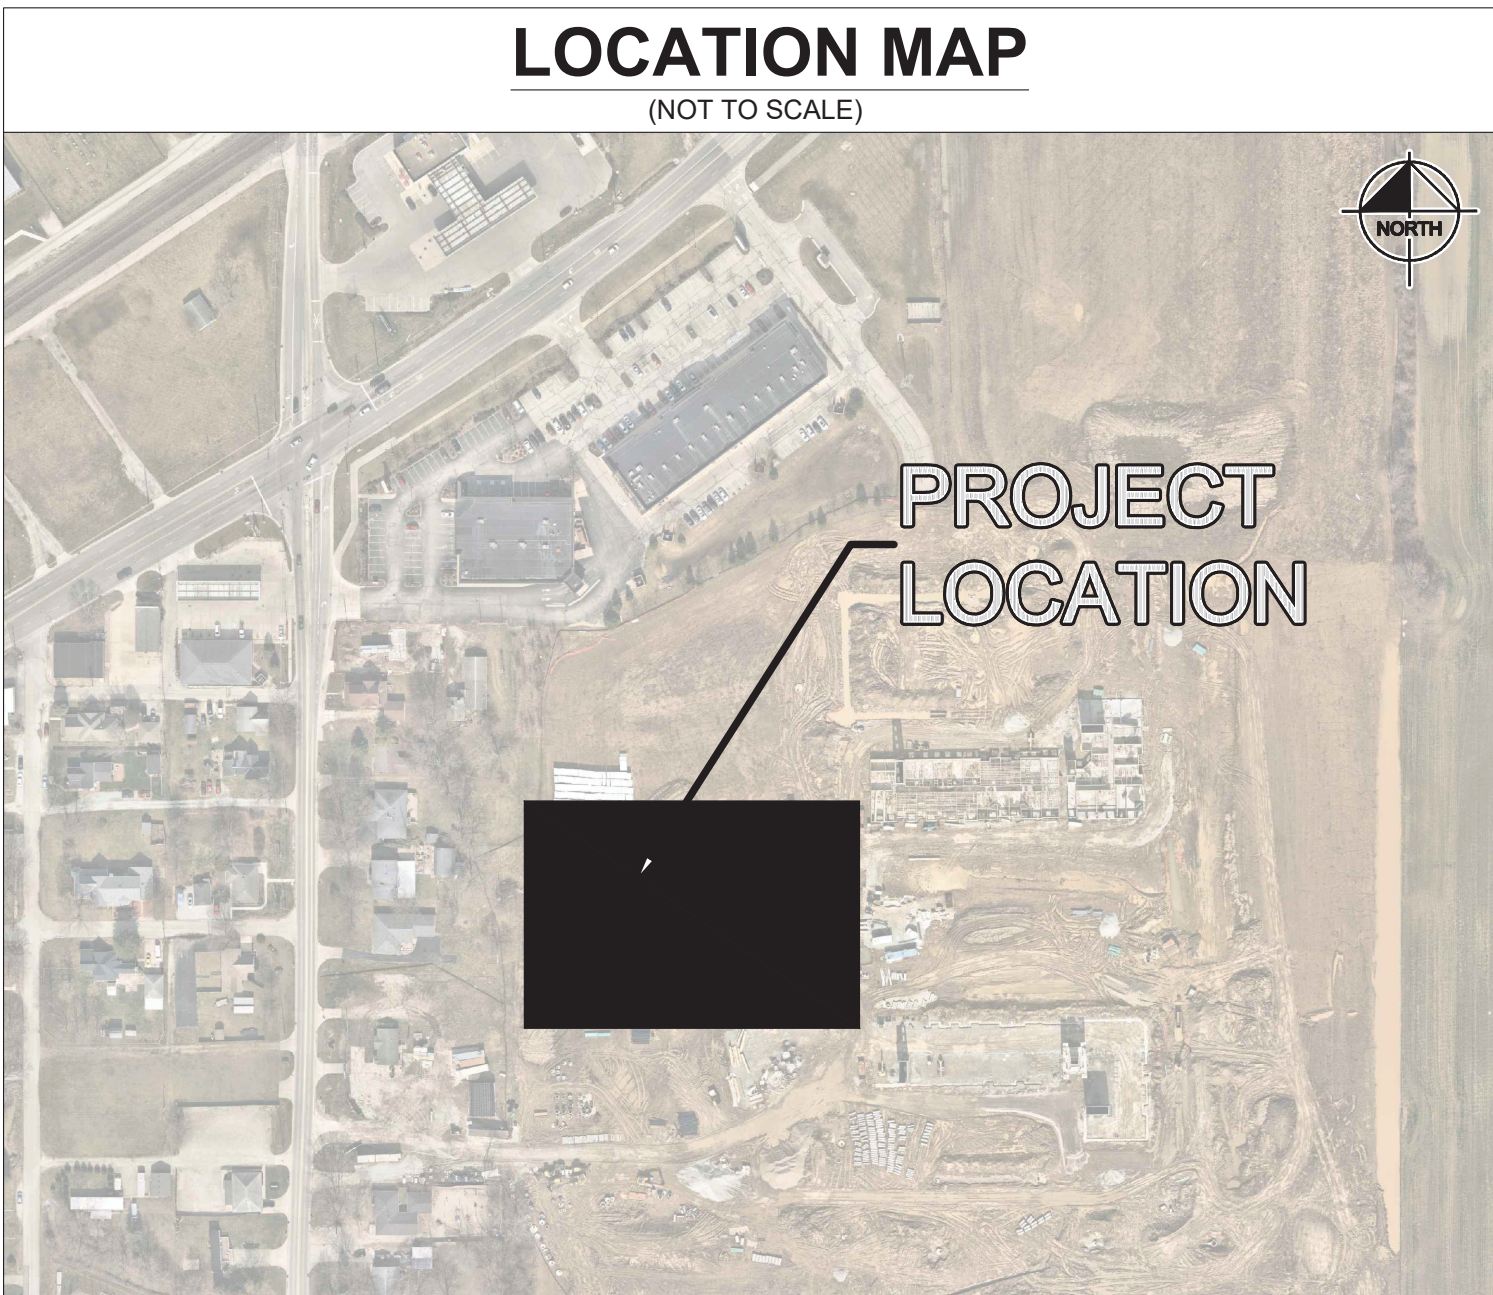 LOCATION MAP
(NOT TO SCALE)
NORTH
PROJECT
LOCATION